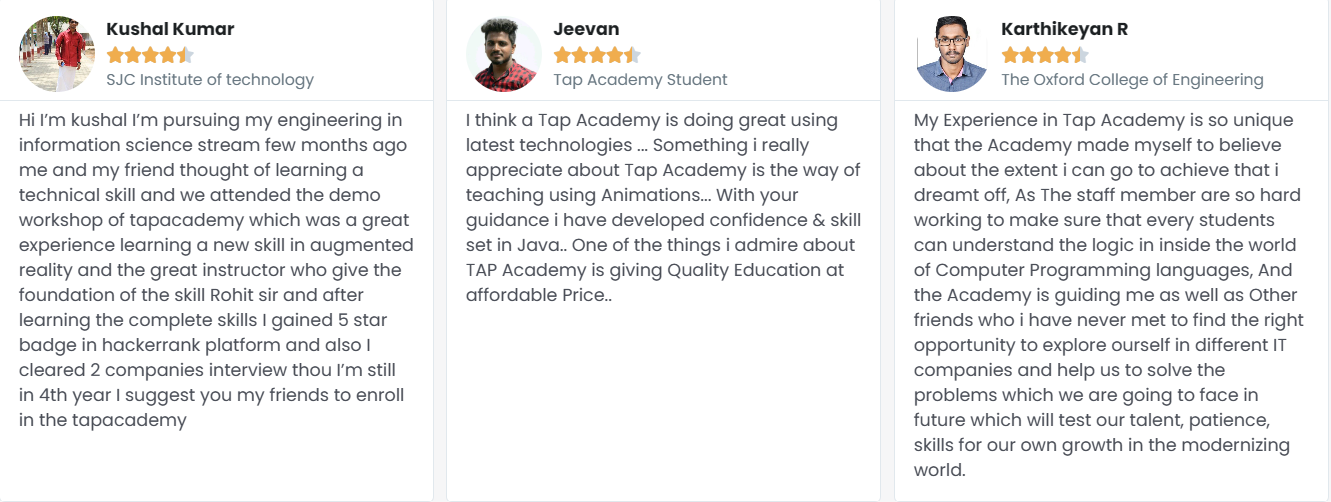 Kushal Kumar
SJC Institute of technology
Hi I'm kushal I'm pursuing my engineering in
information science stream few months ago
me and my friend thought of learning a
technical skill and we attended the demo
workshop of tapacademy which was a great
experience learning a new skill in augmented
reality and the great instructor who give the
foundation of the skill Rohit sir and after
learning the complete skills I gained 5 star
badge in hackerrank platform and also I
cleared 2 companies interview thou I'm still
in 4th year I suggest you my friends to enroll
in the tapacademy
Jeevan
Tap Academy Student
I think a Tap Academy is doing great using
latest technologies ... Something i really
appreciate about Tap Academy is the way of
teaching using Animations... With your
guidance i have developed confidence & skill
set in Java.. One of the things i admire about
TAP Academy is giving Quality Education at
affordable Price..
Karthikeyan R
The Oxford College of Engineering
My Experience in Tap Academy is so unique
that the Academy made myself to believe
about the extent i can go to achieve that i
dreamt off, As The staff member are so hard
working to make sure that every students
can understand the logic in inside the world
of Computer Programming languages, And
the Academy is guiding me as well as Other
friends who i have never met to find the right
opportunity to explore ourself in different IT
companies and help us to solve the
problems which we are going to face in
future which will test our talent, patience,
skills for our own growth in the modernizing
world.